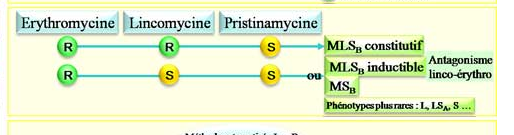 Erythromycine Lincomycine Pristinamycine
R R S MLSB constitutif
R S S ou MLSB inductible
MSB
Antagonisme
linco-érythro
Phénotypes plus rares : L, LSA, S ...